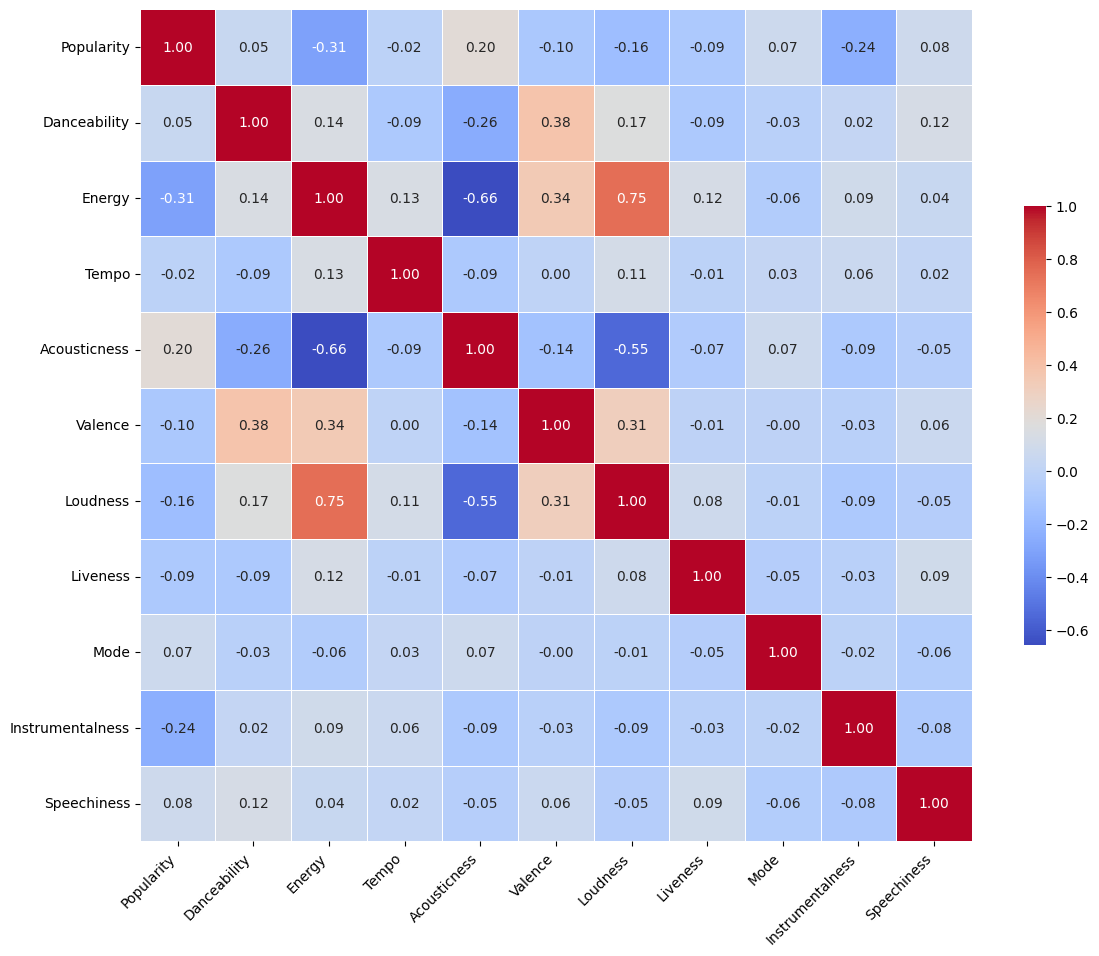 Popularity 1.00 0.05 -0.31 -0.02 0.20 -0.10 -0.16 -0.09 0.07 -0.24 0.08
Danceability 0.05 1.00 0.14 -0.09 -0.26 0.38 0.17 -0.09 -0.03 0.02 0.12
Energy -0.31 0.14 1.00 0.13 -0.66 0.34 0.75 0.12 -0.06 0.09 0.04
Tempo -0.02 -0.09 0.13 1.00 -0.09 0.00 0.11 -0.01 0.03 0.06 0.02
Acousticness 0.20 -0.26 -0.66 -0.09 1.00 -0.14 -0.55 -0.07 0.07 -0.09 -0.05
Valence -0.10 0.38 0.34 0.00 -0.14 1.00 0.31 -0.01 -0.00 -0.03 0.06
Loudness -0.16 0.17 0.75 0.11 -0.55 0.31 1.00 0.08 -0.01 -0.09 -0.05
Liveness -0.09 -0.09 0.12 -0.01 -0.07 -0.01 0.08 1.00 -0.05 -0.03 0.09
Mode 0.07 -0.03 -0.06 0.03 0.07 -0.00 -0.01 -0.05 1.00 -0.02 -0.06
Instrumentalness -0.24 0.02 0.09 0.06 -0.09 -0.03 -0.09 -0.03 -0.02 1.00 -0.08
Speechiness 0.08 0.12 0.04 0.02 -0.05 0.06 -0.05 0.09 -0.06 -0.08 1.00
Popularity Danceability Energy Tempo Acousticness Valence Loudness Liveness Mode Instrumentalness Speechiness
1.0
0.8
0.6
0.4
0.2
0.0
−0.2
−0.4
−0.6